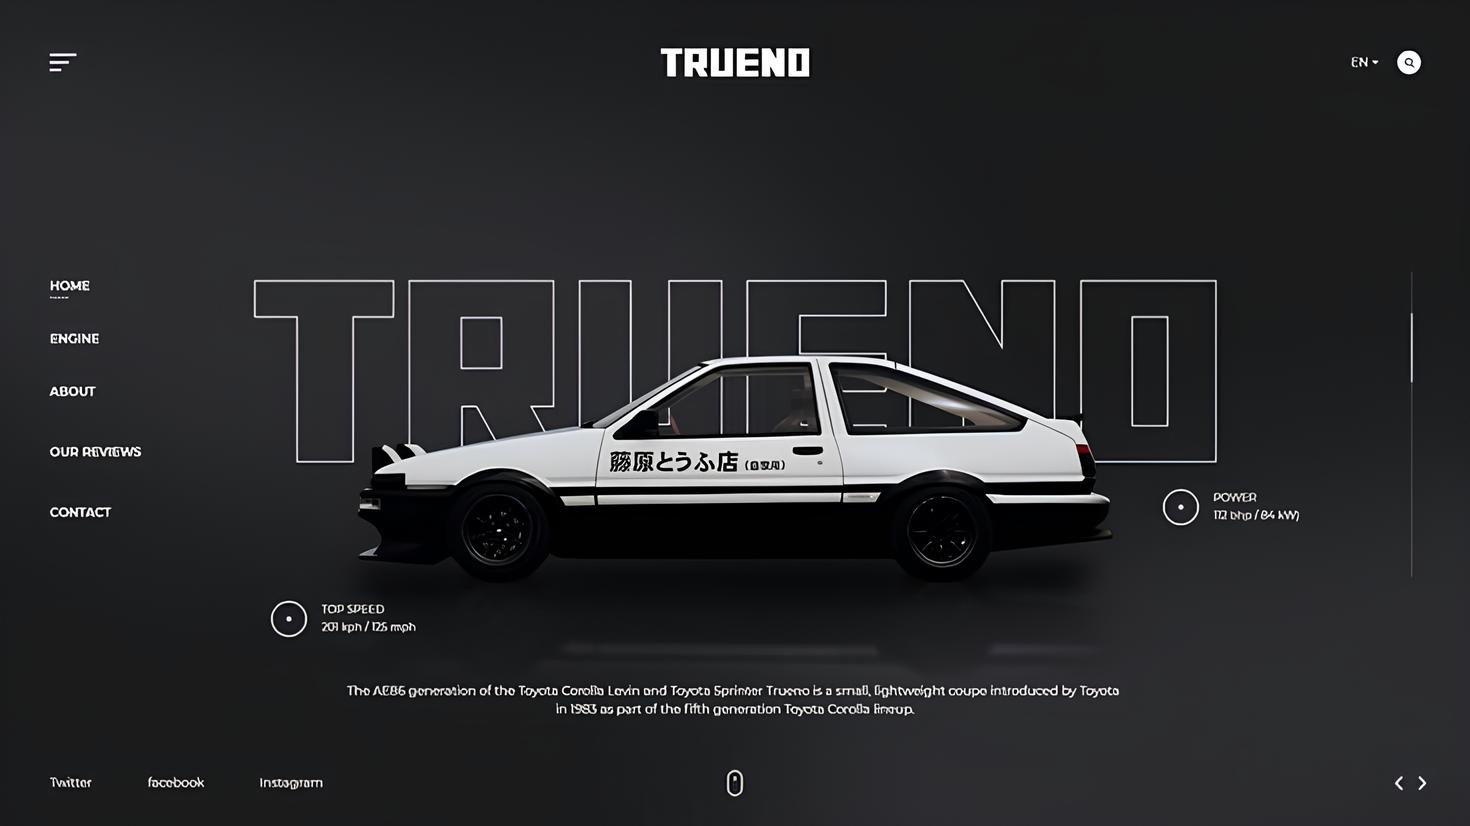 TRUENO
EN
HOME
ENGINE
ABOUT
OUR REVIEWS
CONTACT
TRUENO
藤原とうふ店 (自家用)
POWER
112 bhp / 84 kW)
TOP SPEED
201 kph / 125 mph
The AE86 generation of the Toyota Corolla Levin and Toyota Sprinter Trueno is a small, lightweight coupe introduced by Toyota
in 1983 as part of the fifth generation Toyota Corolla lineup.
Twitter
facebook
Instagram